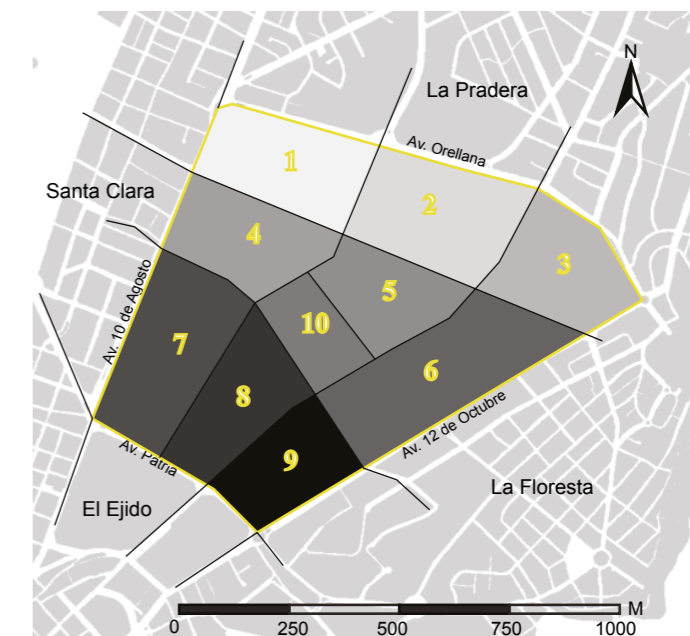 N
La Pradera
Av. Orellana
1
2
Santa Clara
4
3
5
Av. 10 de Agosto
10
7
6
8
Av. 12 de Octubre
9
Av. Patria
La Floresta
El Ejido
M
0
250
500
750
1000